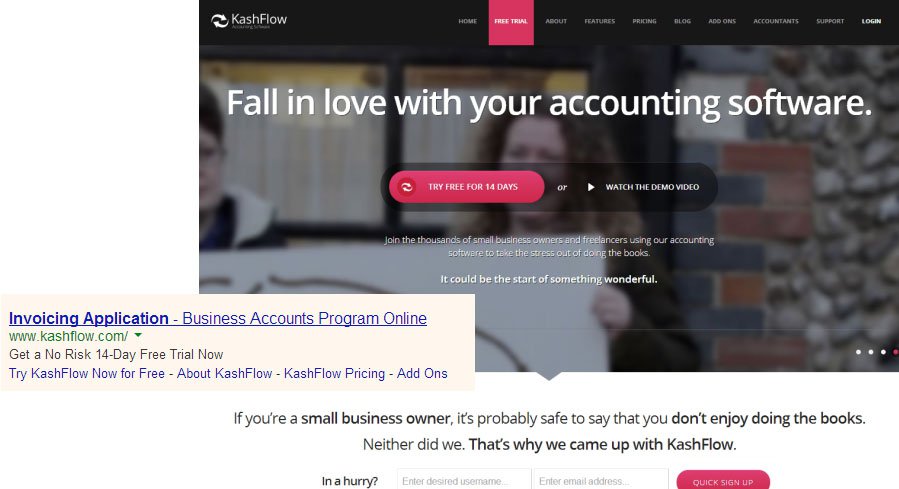 KashFlow
Accounting Software
HOME FREE TRIAL ABOUT FEATURES PRICING BLOG ADD ONS ACCOUNTANTS SUPPORT LOGIN
Fall in love with your accounting software.
TRY FREE FOR 14 DAYS or WATCH THE DEMO VIDEO
Join the thousands of small business owners and freelancers using our accounting
software to take the stress out of doing the books.
It could be the start of something wonderful.
Invoicing Application - Business Accounts Program Online
www.kashflow.com/
Get a No Risk 14-Day Free Trial Now
Try KashFlow Now for Free - About KashFlow - KashFlow Pricing - Add Ons
If you're a small business owner, it's probably safe to say that you don't enjoy doing the books.
Neither did we. That's why we came up with KashFlow.
In a hurry? Enter desired username... Enter email address... QUICK SIGN UP